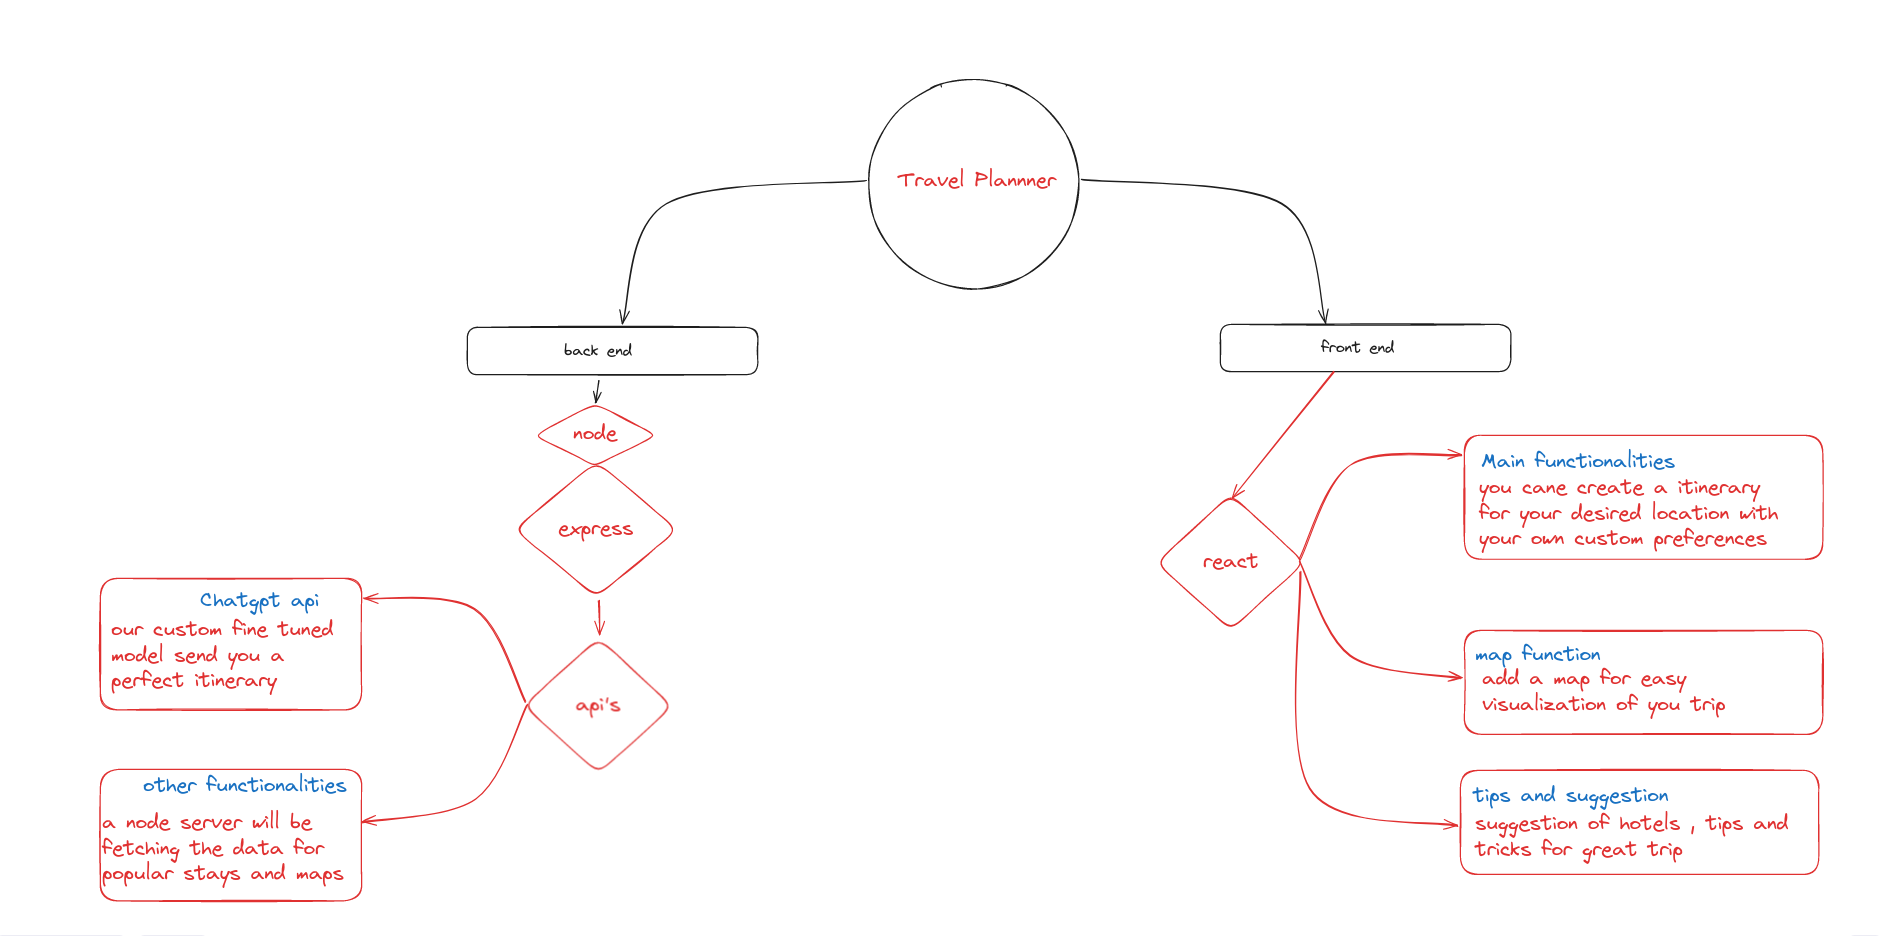 Travel Plannner
back end
front end
node
express
api's
Chatgpt api
our custom fine tuned
model send you a
perfect itinerary
other functionalities
a node server will be
fetching the data for
popular stays and maps
react
Main functionalities
you cane create a itinerary
for your desired location with
your own custom preferences
map function
add a map for easy
visualization of you trip
tips and suggestion
suggestion of hotels , tips and
tricks for great trip